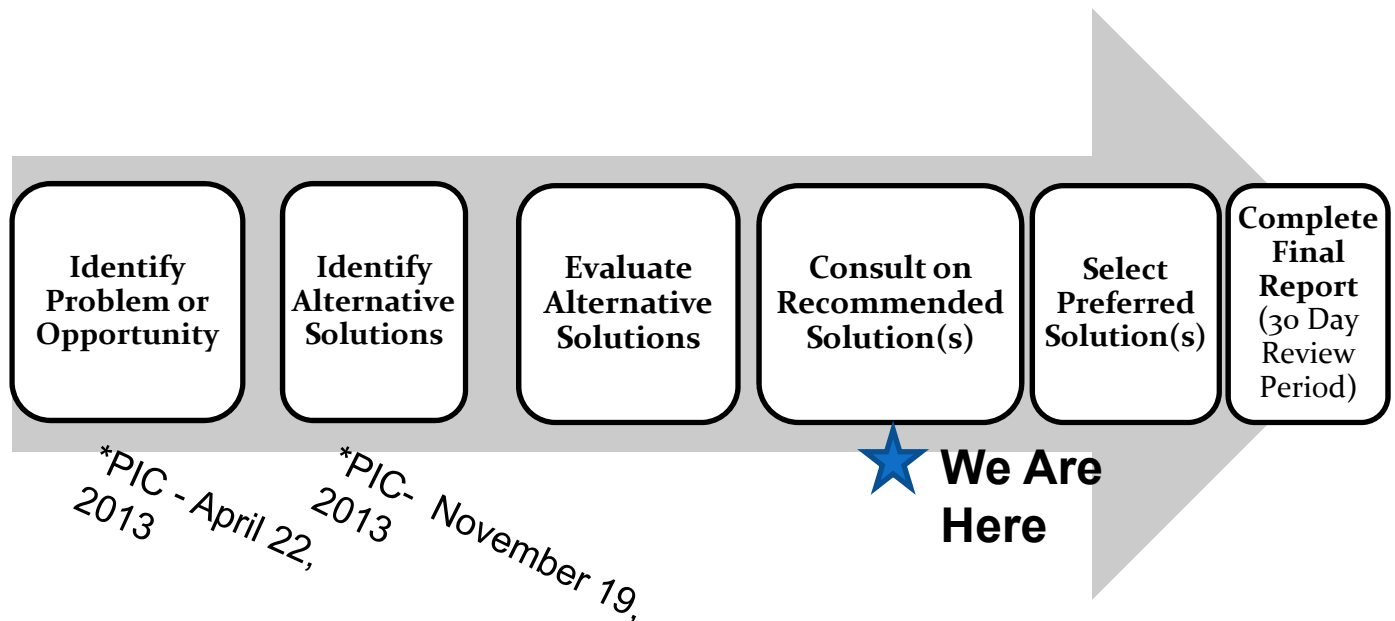 Identify
Problem or
Opportunity
Identify
Alternative
Solutions
Evaluate
Alternative
Solutions
Consult on
Recommended
Solution(s)
Select
Preferred
Solution(s)
Complete
Final
Report
(30 Day
Review
Period)
*PIC - April 22,
2013
*PIC- November 19,
2013
We Are
Here